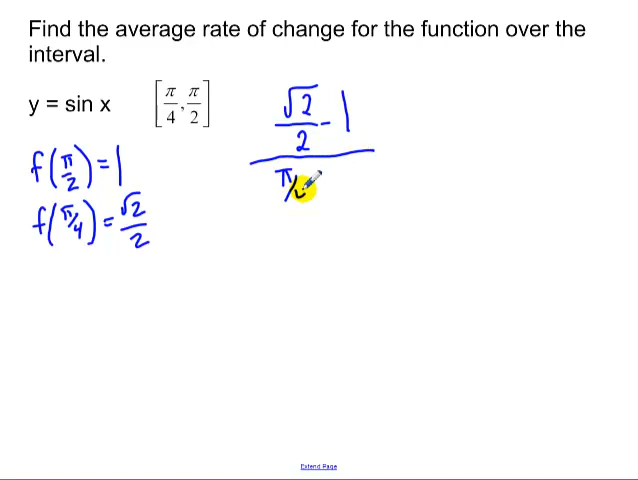 Find the average rate of change for the function over the
interval.
y = sin x [π/4, π/2]
f(π/2) = 1
f(π/4) = √2/2
√2/2 - 1
π/
Extend Page